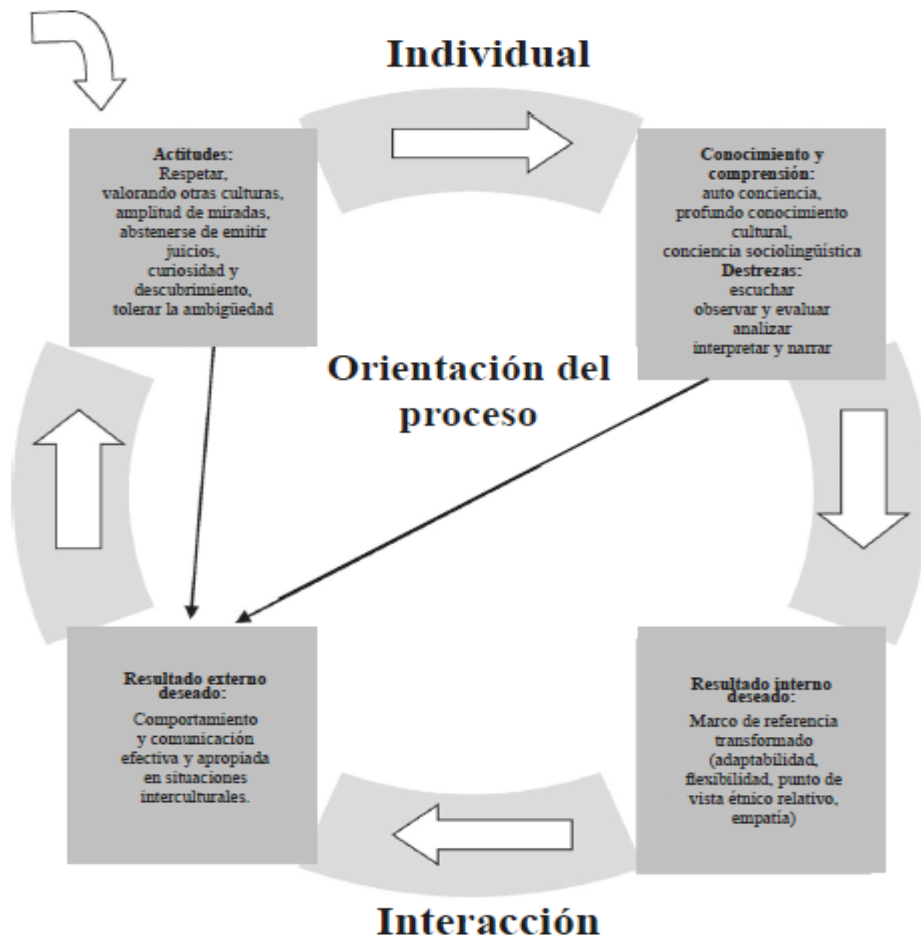 Individual
Actitudes:
Respetar,
valorando otras culturas,
amplitud de miradas,
abstenerse de emitir
juicios,
curiosidad y
descubrimiento,
tolerar la ambigüedad
Conocimiento y
comprensión:
auto conciencia,
profundo conocimiento
cultural,
conciencia sociolingüística
Destrezas:
escuchar
observar y evaluar
analizar
interpretar y narrar
Orientación del
proceso
Resultado externo
deseado:
Comportamiento
y comunicación
efectiva y apropiada
en situaciones
interculturales.
Resultado interno
deseado:
Marco de referencia
transformado
(adaptabilidad,
flexibilidad, punto de
vista étnico relativo,
empatía)
Interacción